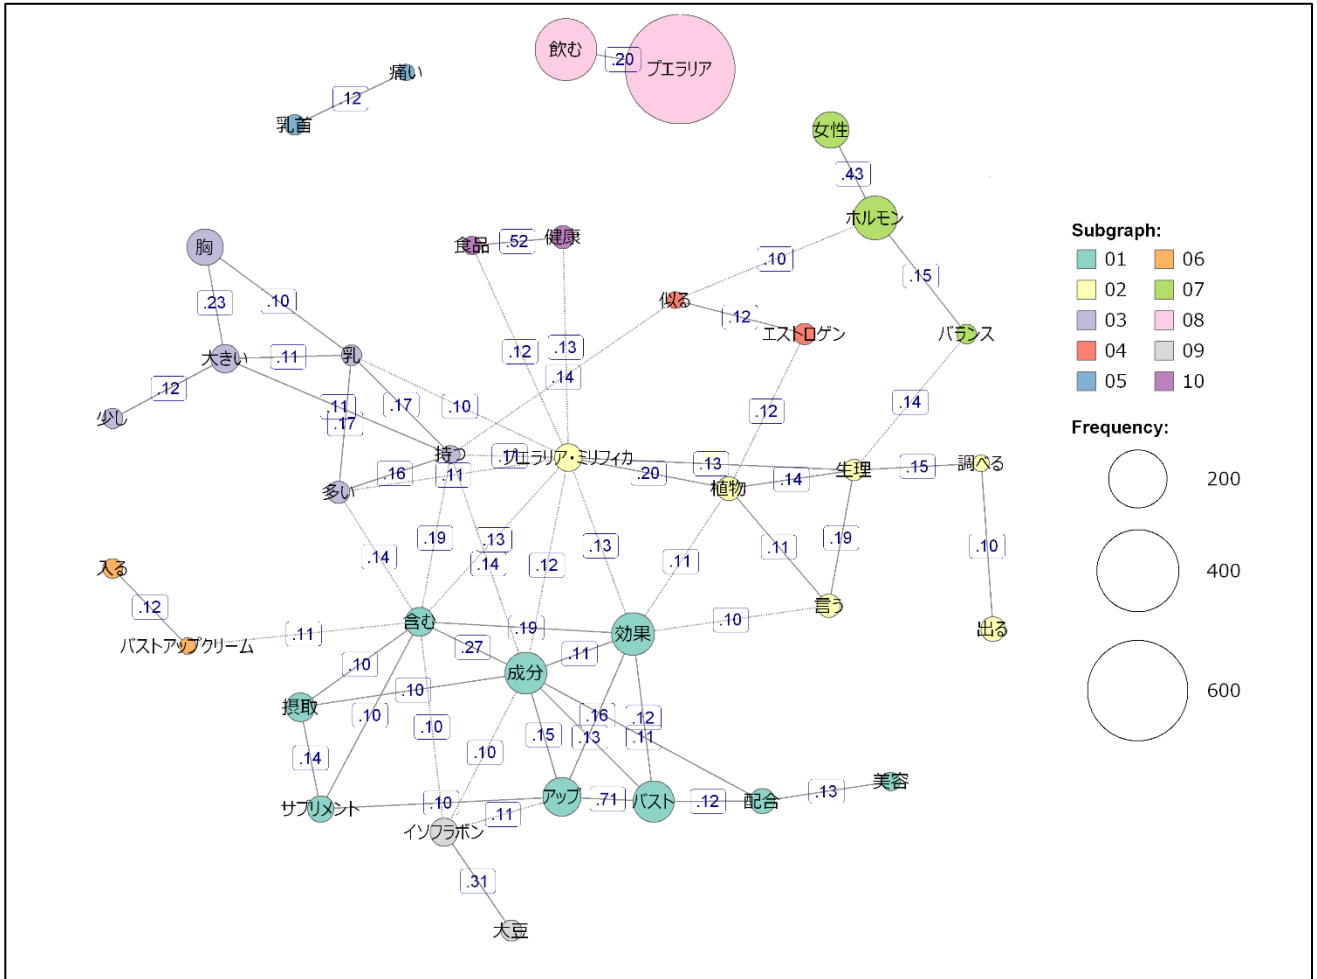 飲む
.20
プエラリア
痛い
.12
乳首
女性
.43
ホルモン
胸
食品
.52
健康
.10
.15
.23
.10
似る
.12
エストロゲン
バランス
大きい
.11
乳
.12
.13
.14
.12
少し
.11
.17
.17
.10
.12
.14
持つ
.11
プエラリア・ミリフィカ
.13
生理
.15
調べる
.16
.11
.20
植物
.14
多い
.14
.19
.13
.14
.12
.13
.11
.11
.19
.10
入る
.12
バストアップクリーム
.11
含む
.19
効果
.10
言う
出る
.27
.11
成分
.10
.10
摂取
.10
.10
.10
.15
.13
.16
.12
.11
.14
サプリメント
.10
アップ
.71
バスト
.12
配合
.13
美容
イソフラボン
.11
.31
大豆
Subgraph:
01
06
02
07
03
08
04
09
05
10
Frequency:
200
400
600